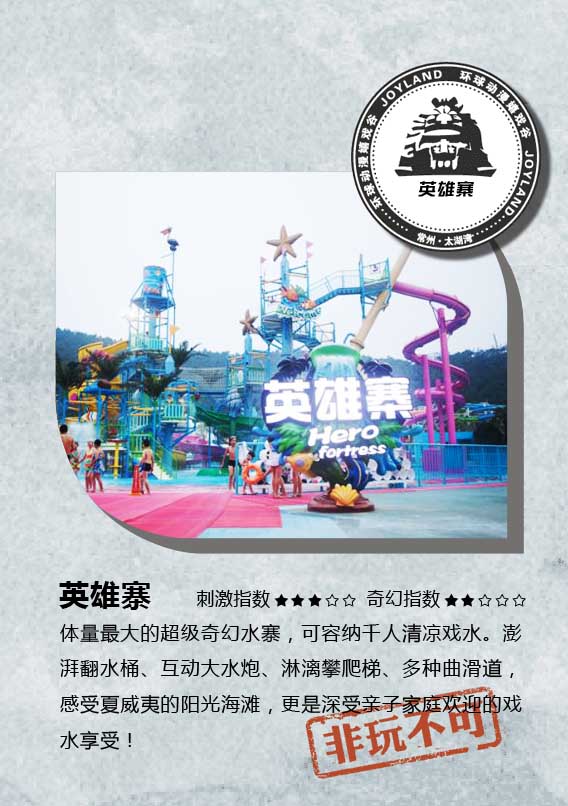 JOYLAND 环球动漫嬉戏谷 JOYLAND 环球动漫嬉戏谷
英雄寨
常州·太湖湾
英雄寨
Hero
fortress
英雄寨 刺激指数★★★☆☆ 奇幻指数★★☆☆☆
体量最大的超级奇幻水寨，可容纳千人清凉戏水。澎
湃翻水桶、互动大水炮、淋漓攀爬梯、多种曲滑道，
感受夏威夷的阳光海滩，更是深受亲子家庭欢迎的戏
水享受！
非玩不可